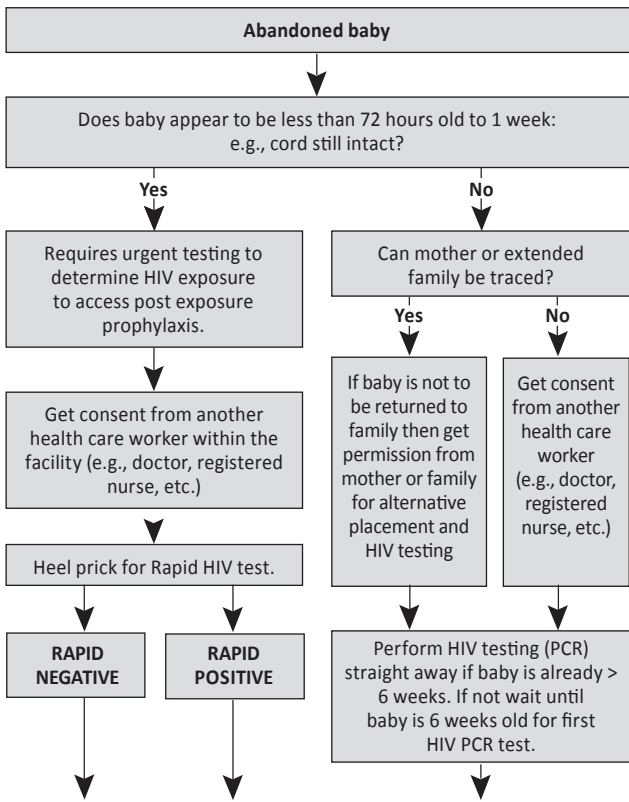 Abandoned baby
Does baby appear to be less than 72 hours old to 1 week:
e.g., cord still intact?
Yes
No
Requires urgent testing to
determine HIV exposure
to access post exposure
prophylaxis.
Can mother or extended
family be traced?
Yes
No
Get consent from another
health care worker within the
facility (e.g., doctor, registered
nurse, etc.)
If baby is not to
be returned to
family then get
permission from
mother or family
for alternative
placement and
HIV testing
Get consent
from another
health care
worker
(e.g., doctor,
registered
nurse, etc.)
Heel prick for Rapid HIV test.
RAPID
NEGATIVE
RAPID
POSITIVE
Perform HIV testing (PCR)
straight away if baby is already >
6 weeks. If not wait until
baby is 6 weeks old for first
HIV PCR test.